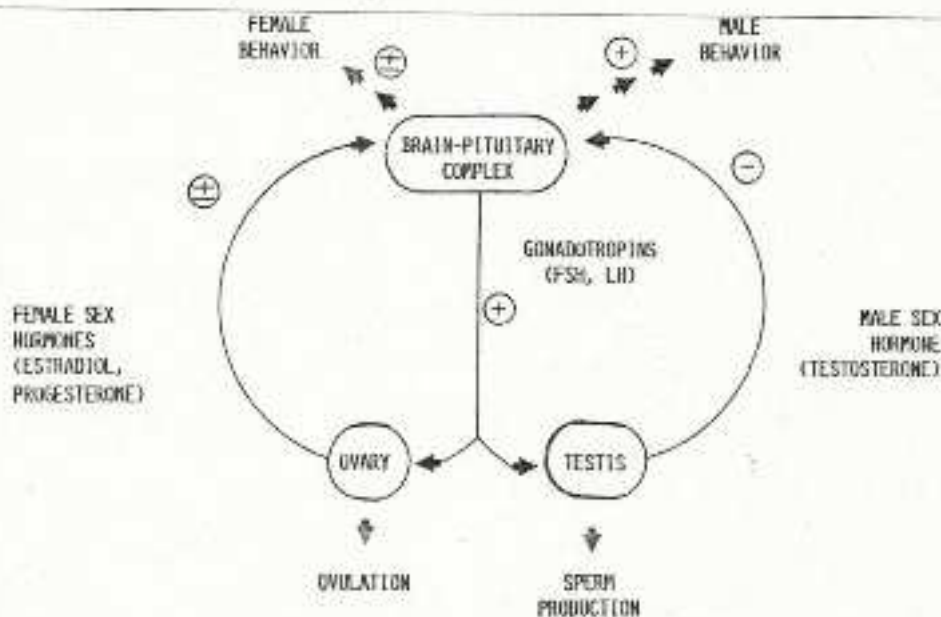 FEMALE
BEHAVIOR
±
+
MALE
BEHAVIOR
BRAIN-PITUITARY
COMPLEX
±
-
GONADOTROPINS
(FSH, LH)
+
FEMALE SEX
HORMONES
(ESTRADIOL,
PROGESTERONE)
MALE SEX
HORMONE
(TESTOSTERONE)
OVARY
TESTIS
OVULATION
SPERM
PRODUCTION